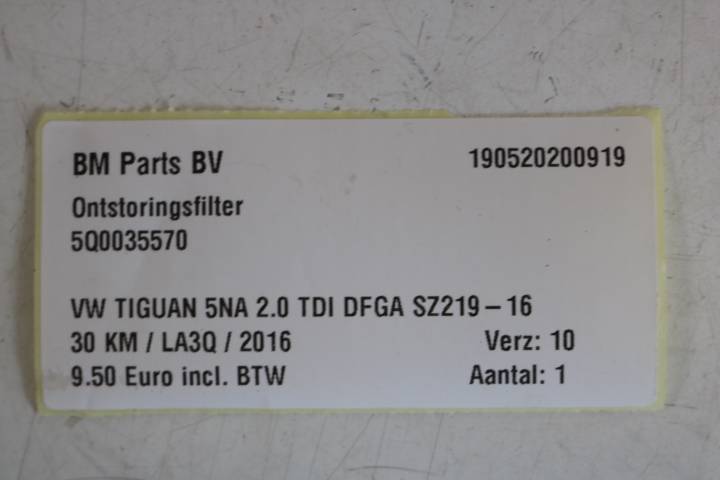 BM Parts BV 190520200919
Ontstoringsfilter
5Q0035570
VW TIGUAN 5NA 2.0 TDI DFGA SZ219-16
30 KM / LA3Q / 2016 Verz: 10
9.50 Euro incl. BTW Aantal: 1